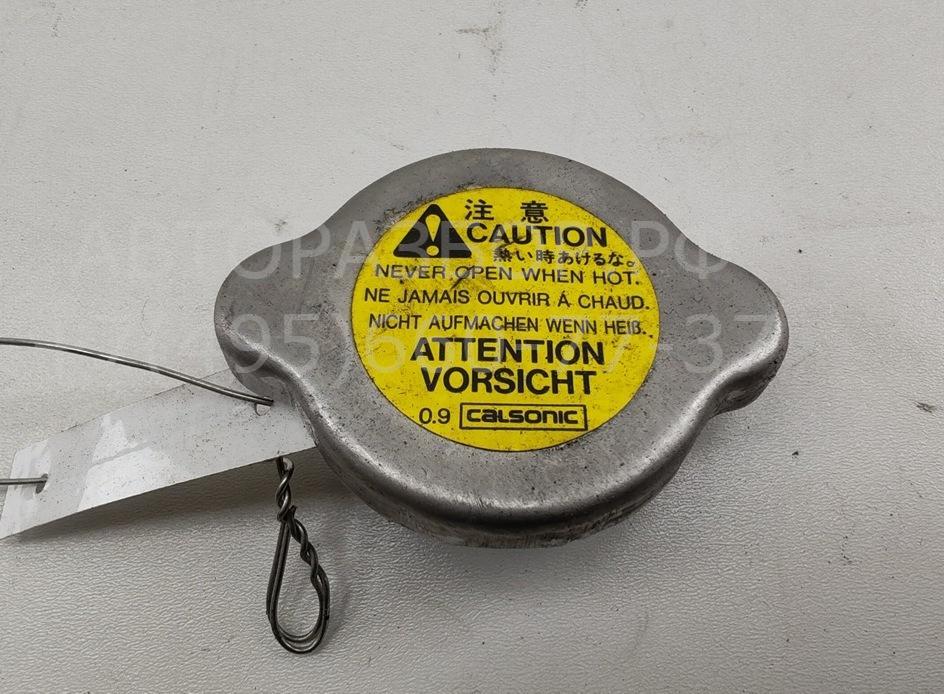 注意
CAUTION
熱い時あけるな。
NEVER OPEN WHEN HOT.
NE JAMAIS OUVRIR À CHAUD.
NICHT AUFMACHEN WENN HEIß.
ATTENTION
VORSICHT
0.9 calsonic